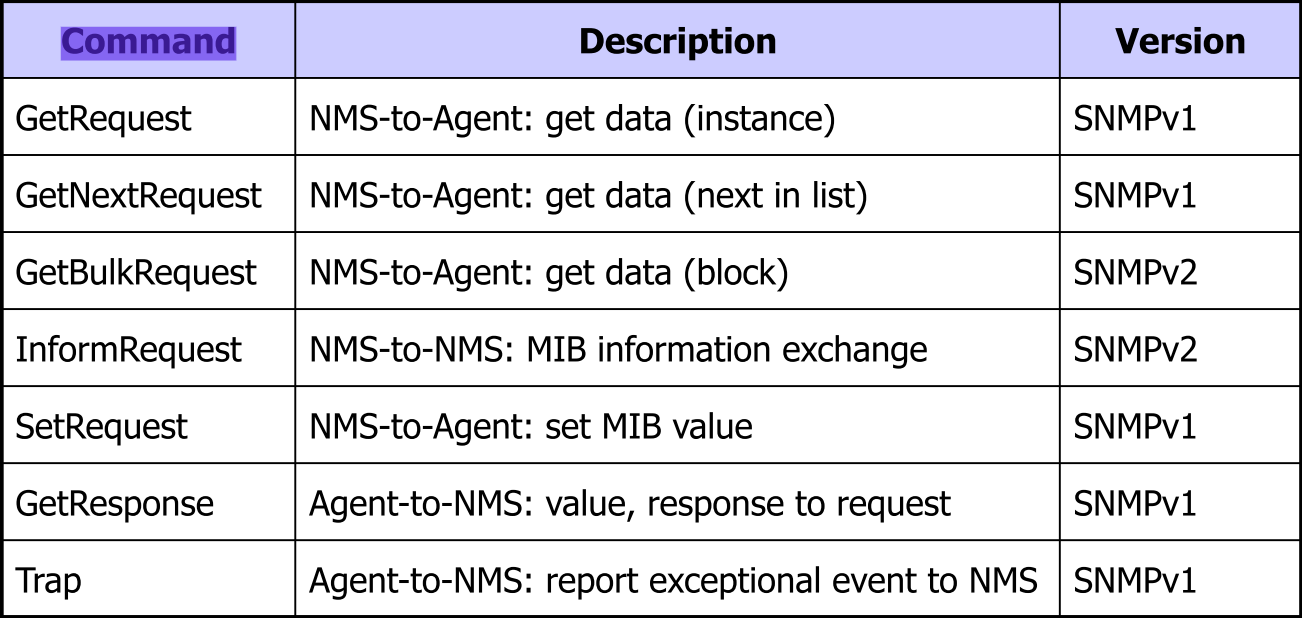 Command Description Version
GetRequest NMS-to-Agent: get data (instance) SNMPv1
GetNextRequest NMS-to-Agent: get data (next in list) SNMPv1
GetBulkRequest NMS-to-Agent: get data (block) SNMPv2
InformRequest NMS-to-NMS: MIB information exchange SNMPv2
SetRequest NMS-to-Agent: set MIB value SNMPv1
GetResponse Agent-to-NMS: value, response to request SNMPv1
Trap Agent-to-NMS: report exceptional event to NMS SNMPv1